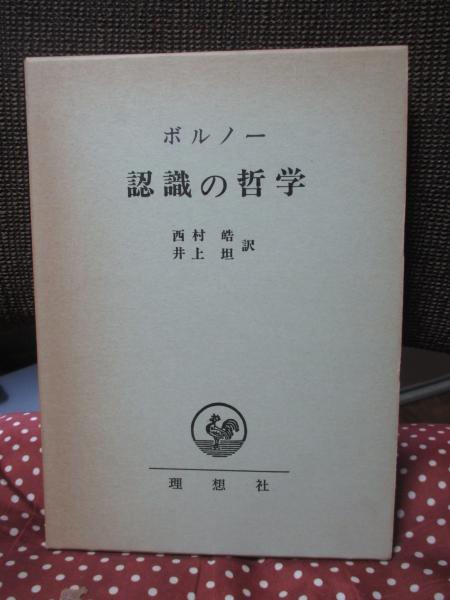 ボルノー
認識の哲学
西村 皓
井上 坦 訳
理想社